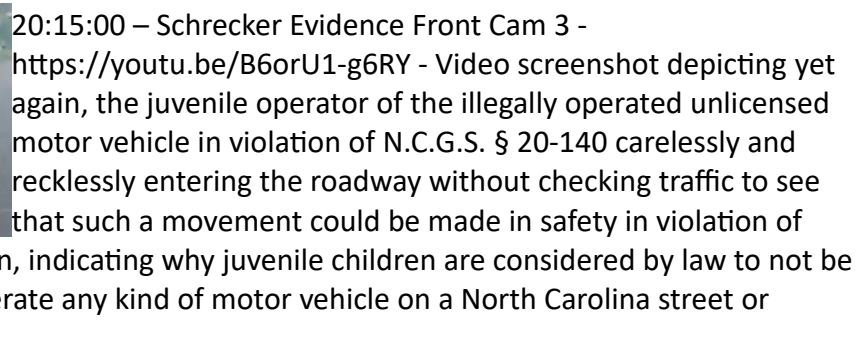 20:15:00 – Schrecker Evidence Front Cam 3 -
https://youtu.be/B6orU1-g6RY - Video screenshot depicting yet
again, the juvenile operator of the illegally operated unlicensed
motor vehicle in violation of N.C.G.S. § 20-140 carelessly and
recklessly entering the roadway without checking traffic to see
that such a movement could be made in safety in violation of
indicating why juvenile children are considered by law to not be
any kind of motor vehicle on a North Carolina street or